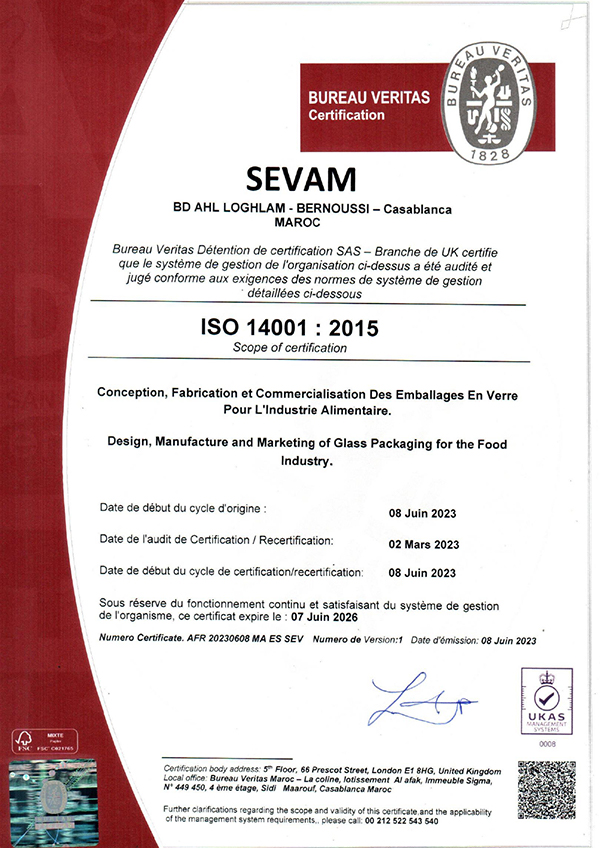 BUREAU VERITAS
Certification
BUREAU VERITAS
1828
SEVAM
BD AHL LOGHLAM - BERNOUSSI – Casablanca
MAROC
Bureau Veritas Détention de certification SAS – Branche de UK certifie
que le système de gestion de l'organisation ci-dessus a été audité et
jugé conforme aux exigences des normes de système de gestion
détaillées ci-dessous
ISO 14001 : 2015
Scope of certification
Conception, Fabrication et Commercialisation Des Emballages En Verre
Pour L'Industrie Alimentaire.
Design, Manufacture and Marketing of Glass Packaging for the Food
Industry.
Date de début du cycle d'origine : 08 Juin 2023
Date de l'audit de Certification / Recertification: 02 Mars 2023
Date de début du cycle de certification/recertification: 08 Juin 2023
Sous réserve du fonctionnement continu et satisfaisant du système de gestion
de l'organisme, ce certificat expire le : 07 Juin 2026
Numero Certificate. AFR 20230608 MA ES SEV Numero de Version:1 Date d'émission: 08 Juin 2023
UKAS
MANAGEMENT
SYSTEMS
0008
MIXTE
FSC
Certification body address: 5th Floor, 66 Prescot Street, London E1 8HG, United Kingdom
Local office: Bureau Veritas Maroc – La coline, lotissement Al afak, Immeuble Sigma,
N° 449 450, 4 ème étage, Sidi Maarouf, Casablanca Maroc
Further clarifications regarding the scope and validity of this certificate,and the applicability
of the management system requirements,. please call: 00 212 522 543 540